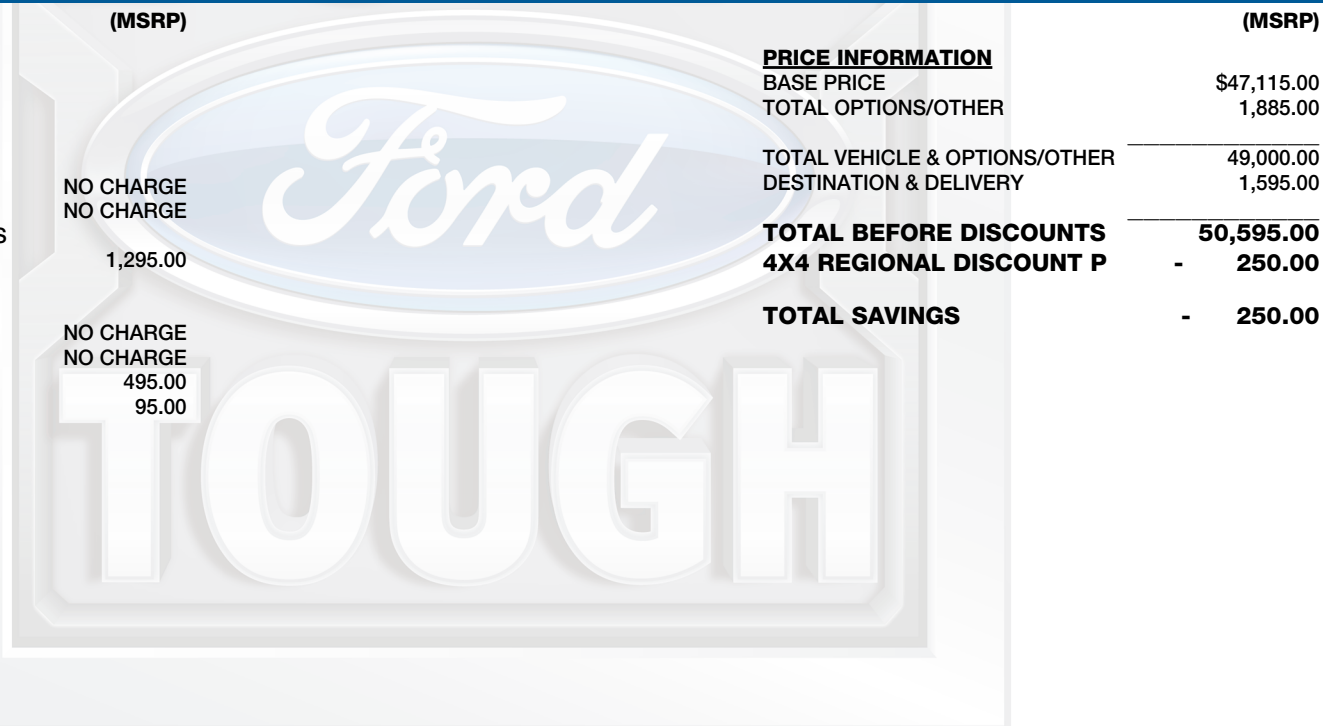 (MSRP)
NO CHARGE
NO CHARGE
S
1,295.00
NO CHARGE
NO CHARGE
495.00
95.00
Ford
TOUGH
(MSRP)
PRICE INFORMATION
BASE PRICE $47,115.00
TOTAL OPTIONS/OTHER 1,885.00
TOTAL VEHICLE & OPTIONS/OTHER 49,000.00
DESTINATION & DELIVERY 1,595.00
TOTAL BEFORE DISCOUNTS 50,595.00
4X4 REGIONAL DISCOUNT P - 250.00
TOTAL SAVINGS - 250.00